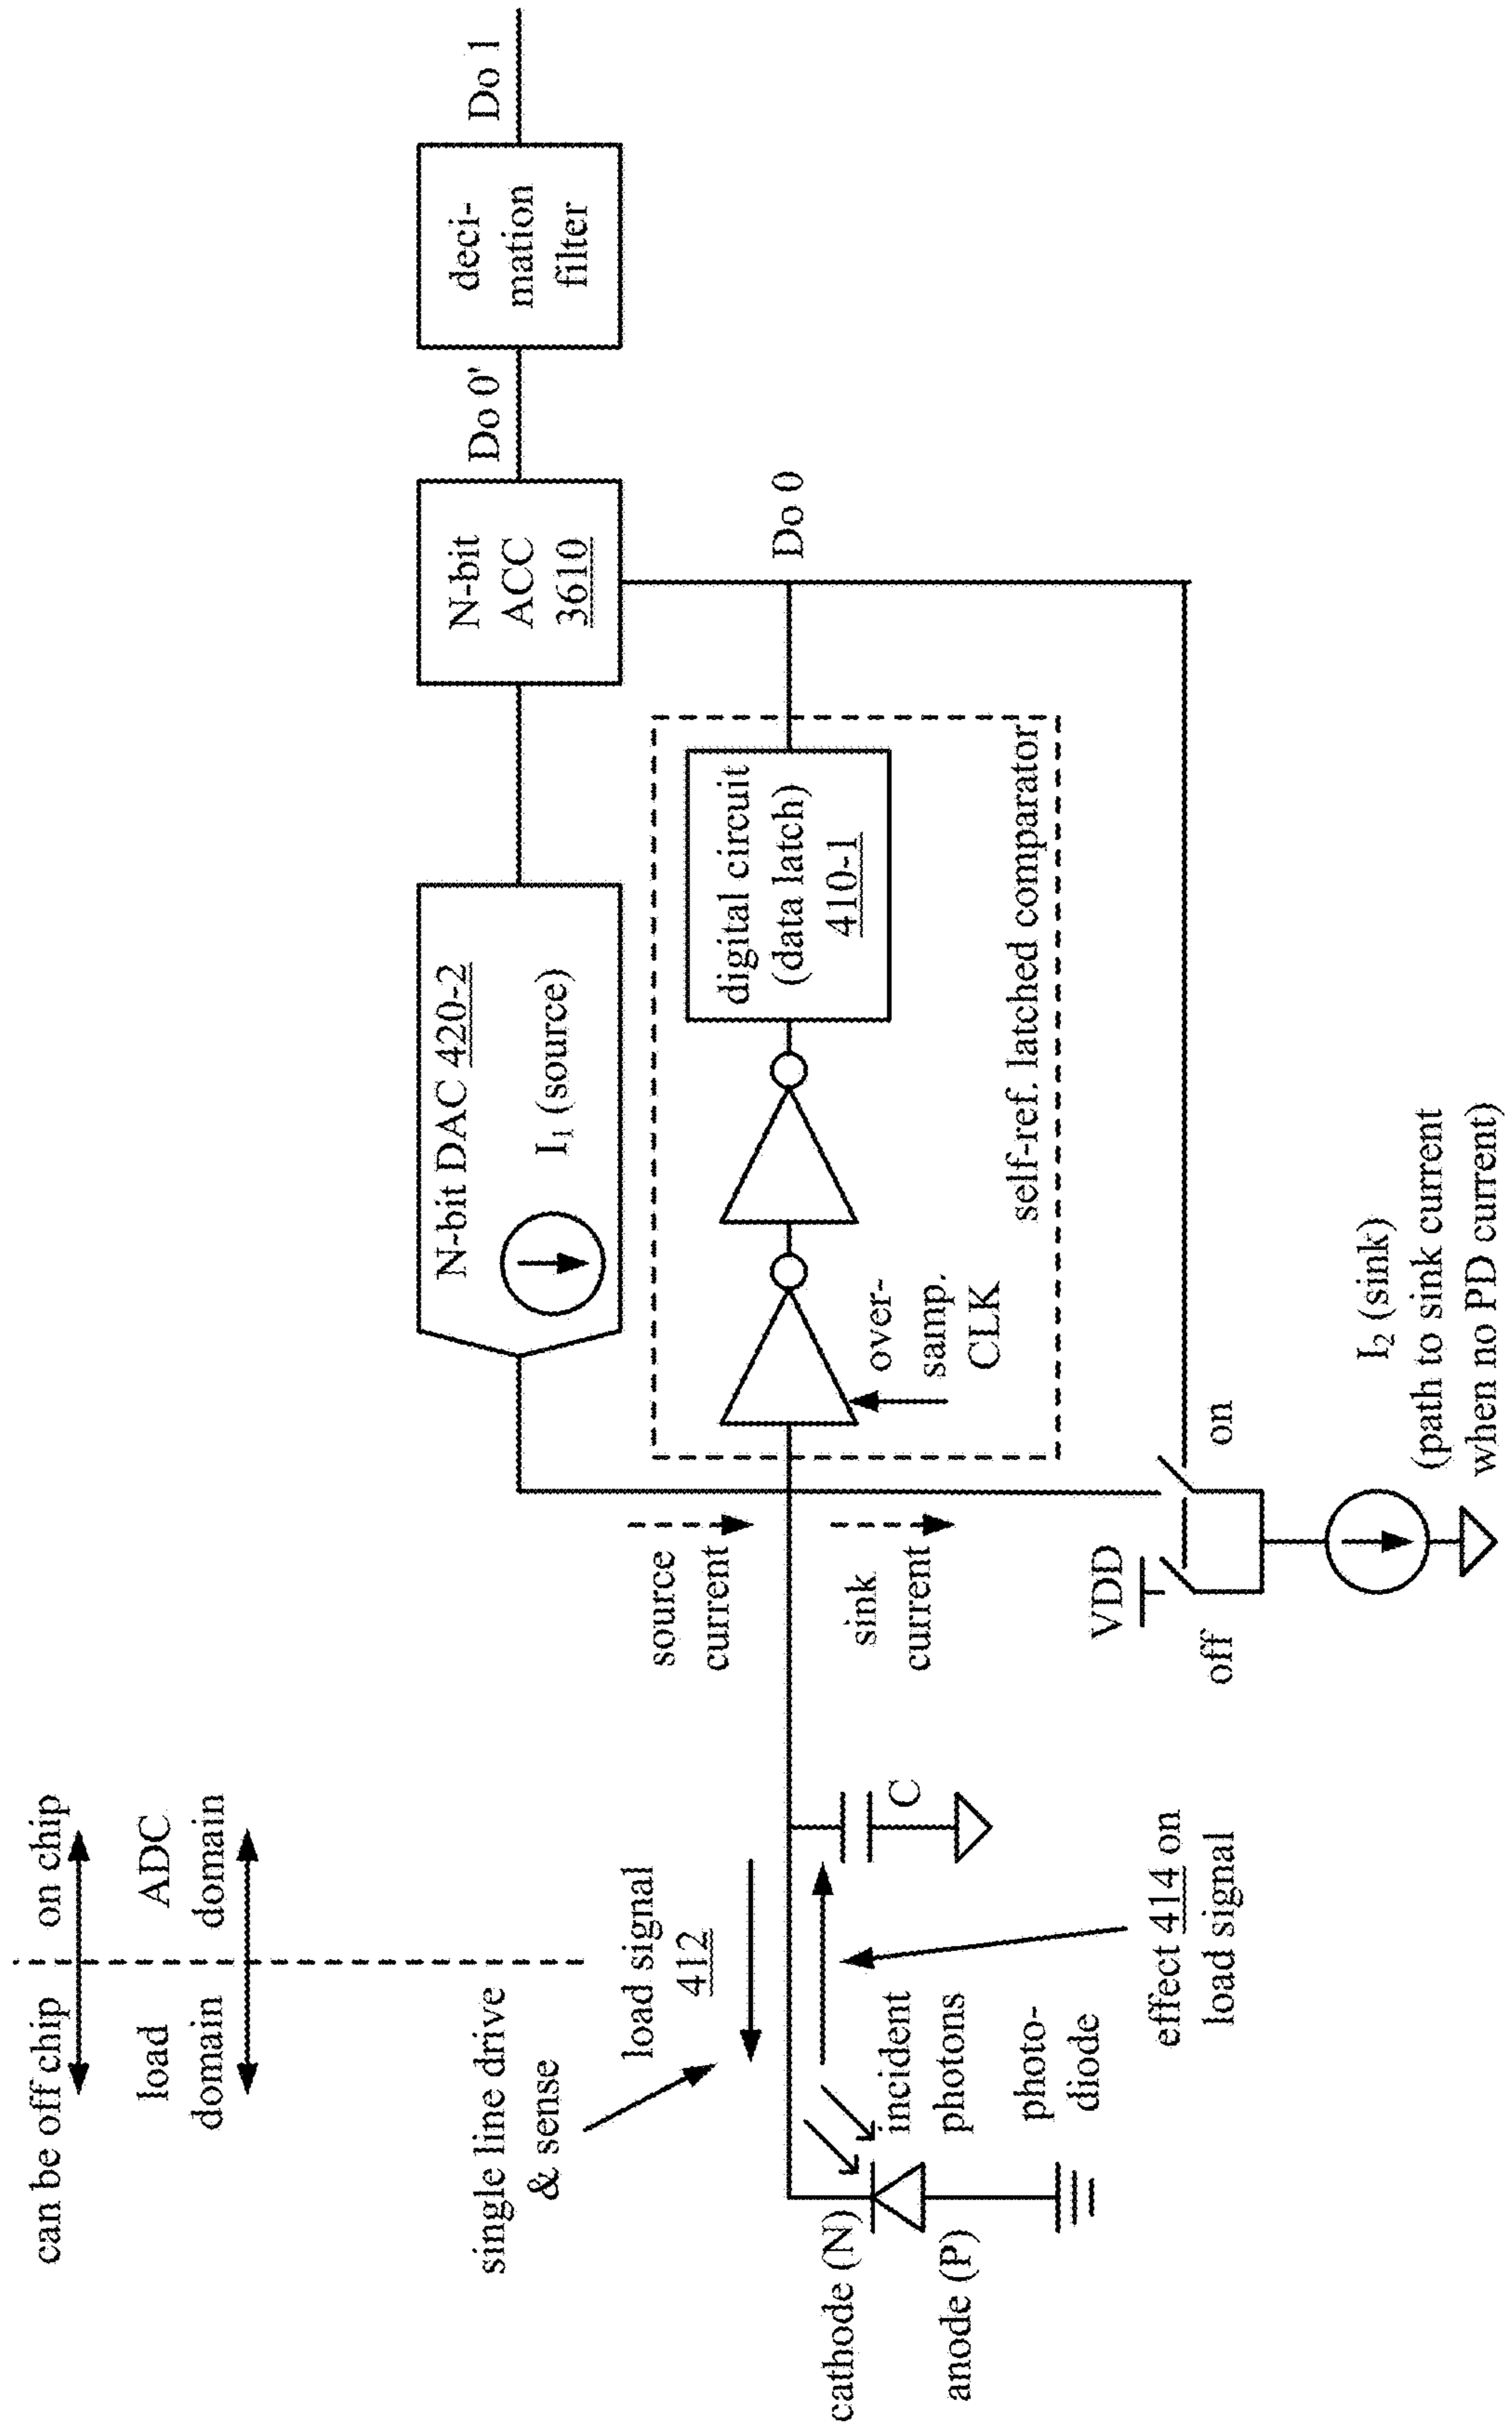 can be off chip
on chip
load
domain
ADC
domain
single line drive
& sense
load signal
412
source
current
sink
current
N-bit DAC 420-2
I₁ (source)
N-bit
ACC
3610
Do 0'
deci-
mation
filter
Do 1
digital circuit
(data latch)
410-1
over-
samp.
CLK
self-ref. latched comparator
Do 0
cathode (N)
anode (P)
incident
photons
photo-
diode
C
effect 414 on
load signal
VDD
off
on
I₂ (sink)
(path to sink current
when no PD current)